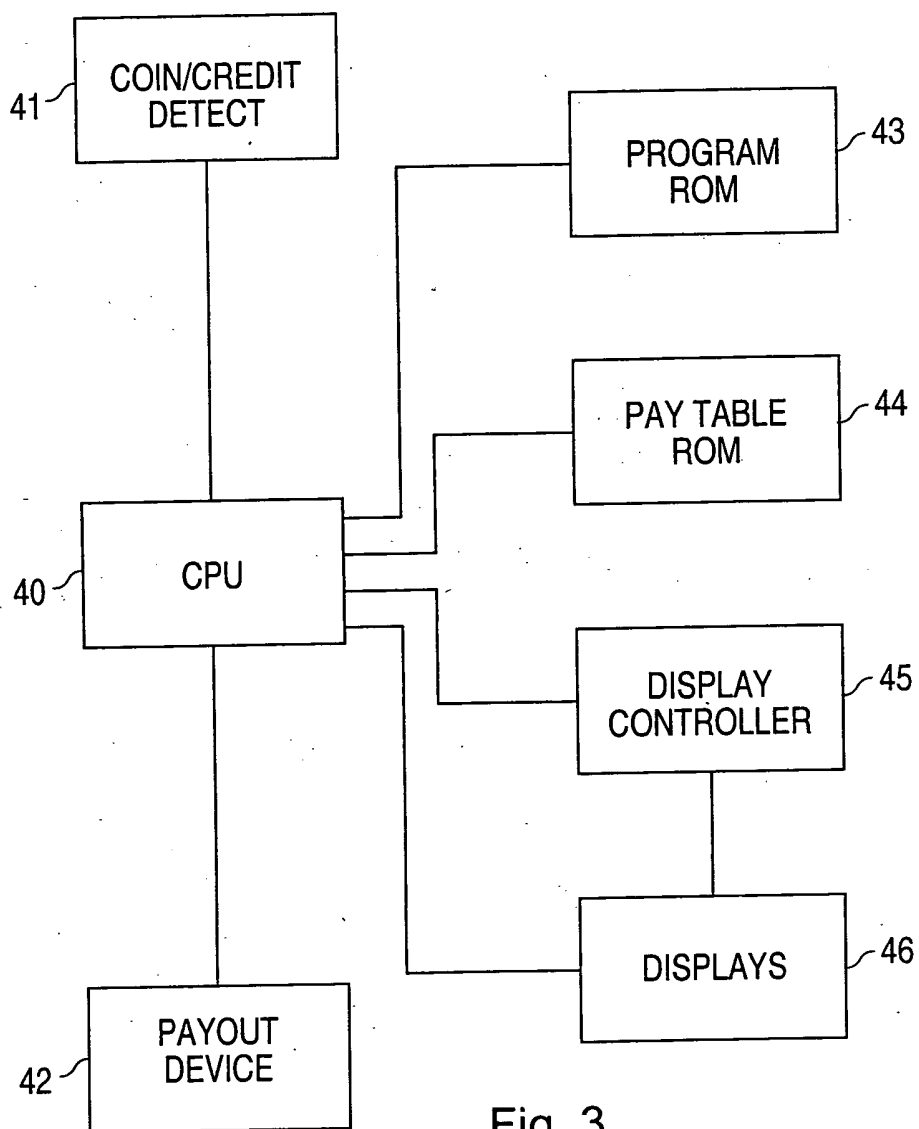 COIN/CREDIT
DETECT
41
PROGRAM
ROM
43
PAY TABLE
ROM
44
CPU
40
DISPLAY
CONTROLLER
45
DISPLAYS
46
PAYOUT
DEVICE
42
Fig. 3